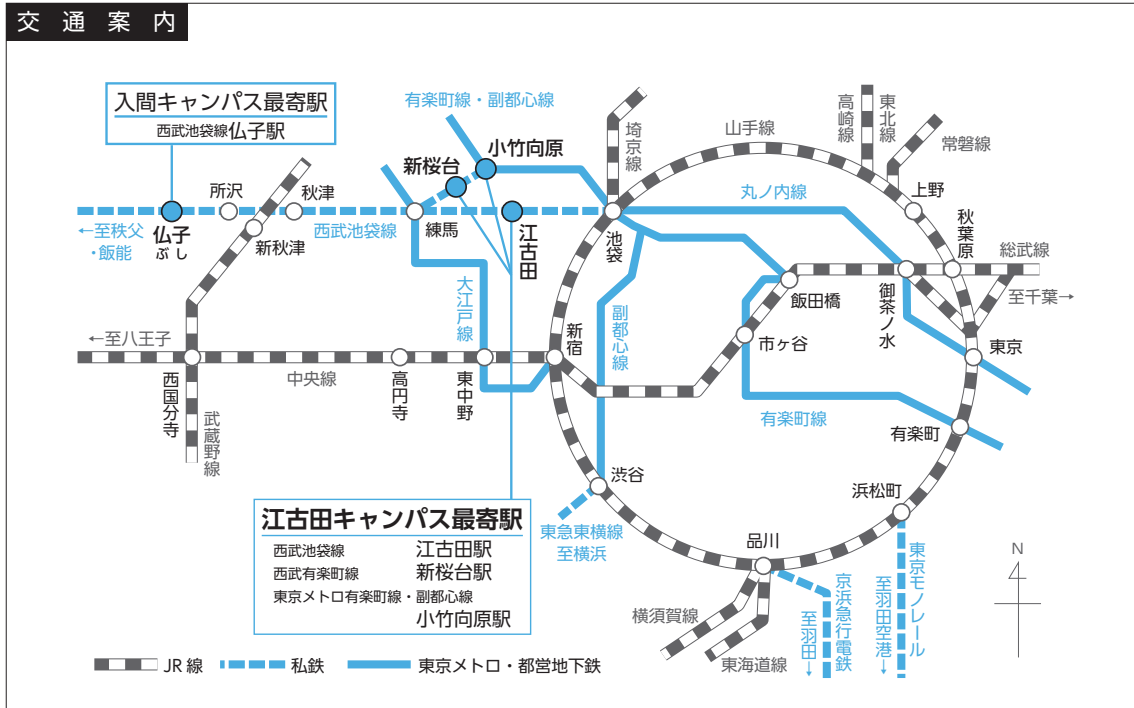 交通案内
入間キャンパス最寄駅
西武池袋線仏子駅
有楽町線・副都心線
小竹向原
新桜台
埼京線
山手線
高崎線
東北線
常磐線
所沢
秋津
←至秩父
・飯能
仏子
ぶし
新秋津
西武池袋線
練馬
江古田
池袋
丸ノ内線
上野
秋葉原
総武線
至千葉→
大江戸線
副都心線
飯田橋
御茶ノ水
←至八王子
新宿
市ヶ谷
東京
西国分寺
中央線
高円寺
東中野
武蔵野線
有楽町線
有楽町
渋谷
浜松町
江古田キャンパス最寄駅
西武池袋線 江古田駅
西武有楽町線 新桜台駅
東京メトロ有楽町線・副都心線
小竹向原駅
東急東横線
至横浜
品川
横須賀線
東海道線
京浜急行電鉄
至羽田→
東京モノレール
至羽田空港→
N
JR線
私鉄
東京メトロ・都営地下鉄